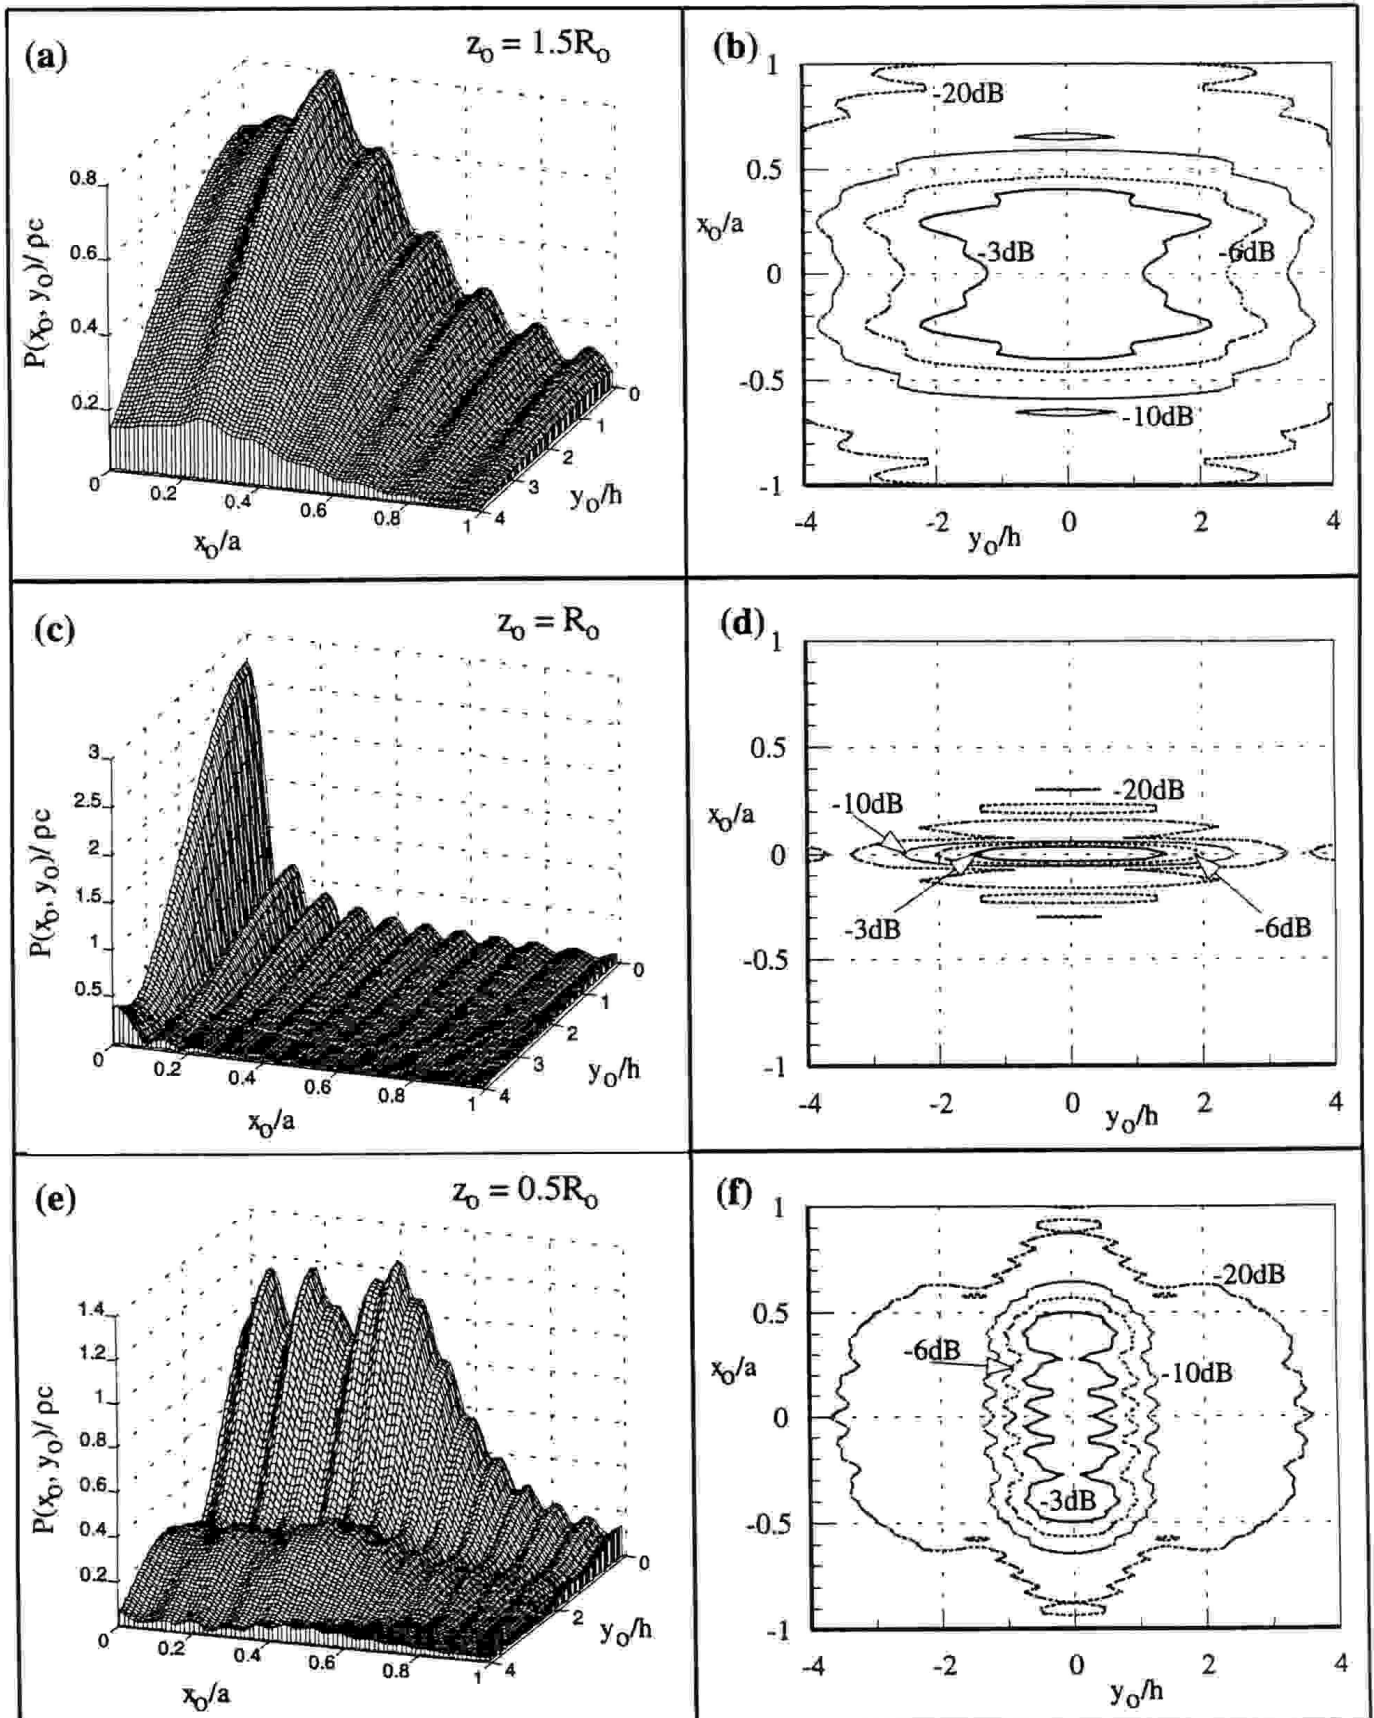 (a)
z₀ = 1.5R₀
P(x₀, y₀)/ρc
0.8
0.6
0.4
0.2
0
0.2
0.4
0.6
0.8
1
x₀/a
0
1
2
3
4
y₀/h
(b)
1
0.5
x₀/a
0
-0.5
-1
-20dB
-3dB
-6dB
-10dB
-4
-2
0
2
4
y₀/h
(c)
z₀ = R₀
P(x₀, y₀)/ρc
3
2.5
2
1.5
1
0.5
0
0.2
0.4
0.6
0.8
1
x₀/a
0
1
2
3
4
y₀/h
(d)
1
0.5
x₀/a
0
-0.5
-1
-20dB
-10dB
-3dB
-6dB
-4
-2
0
2
4
y₀/h
(e)
z₀ = 0.5R₀
P(x₀, y₀)/ρc
1.4
1.2
1
0.8
0.6
0.4
0.2
0
0.2
0.4
0.6
0.8
1
x₀/a
0
2
4
y₀/h
(f)
1
0.5
x₀/a
0
-0.5
-1
-20dB
-6dB
-10dB
-3dB
-4
-2
0
2
4
y₀/h